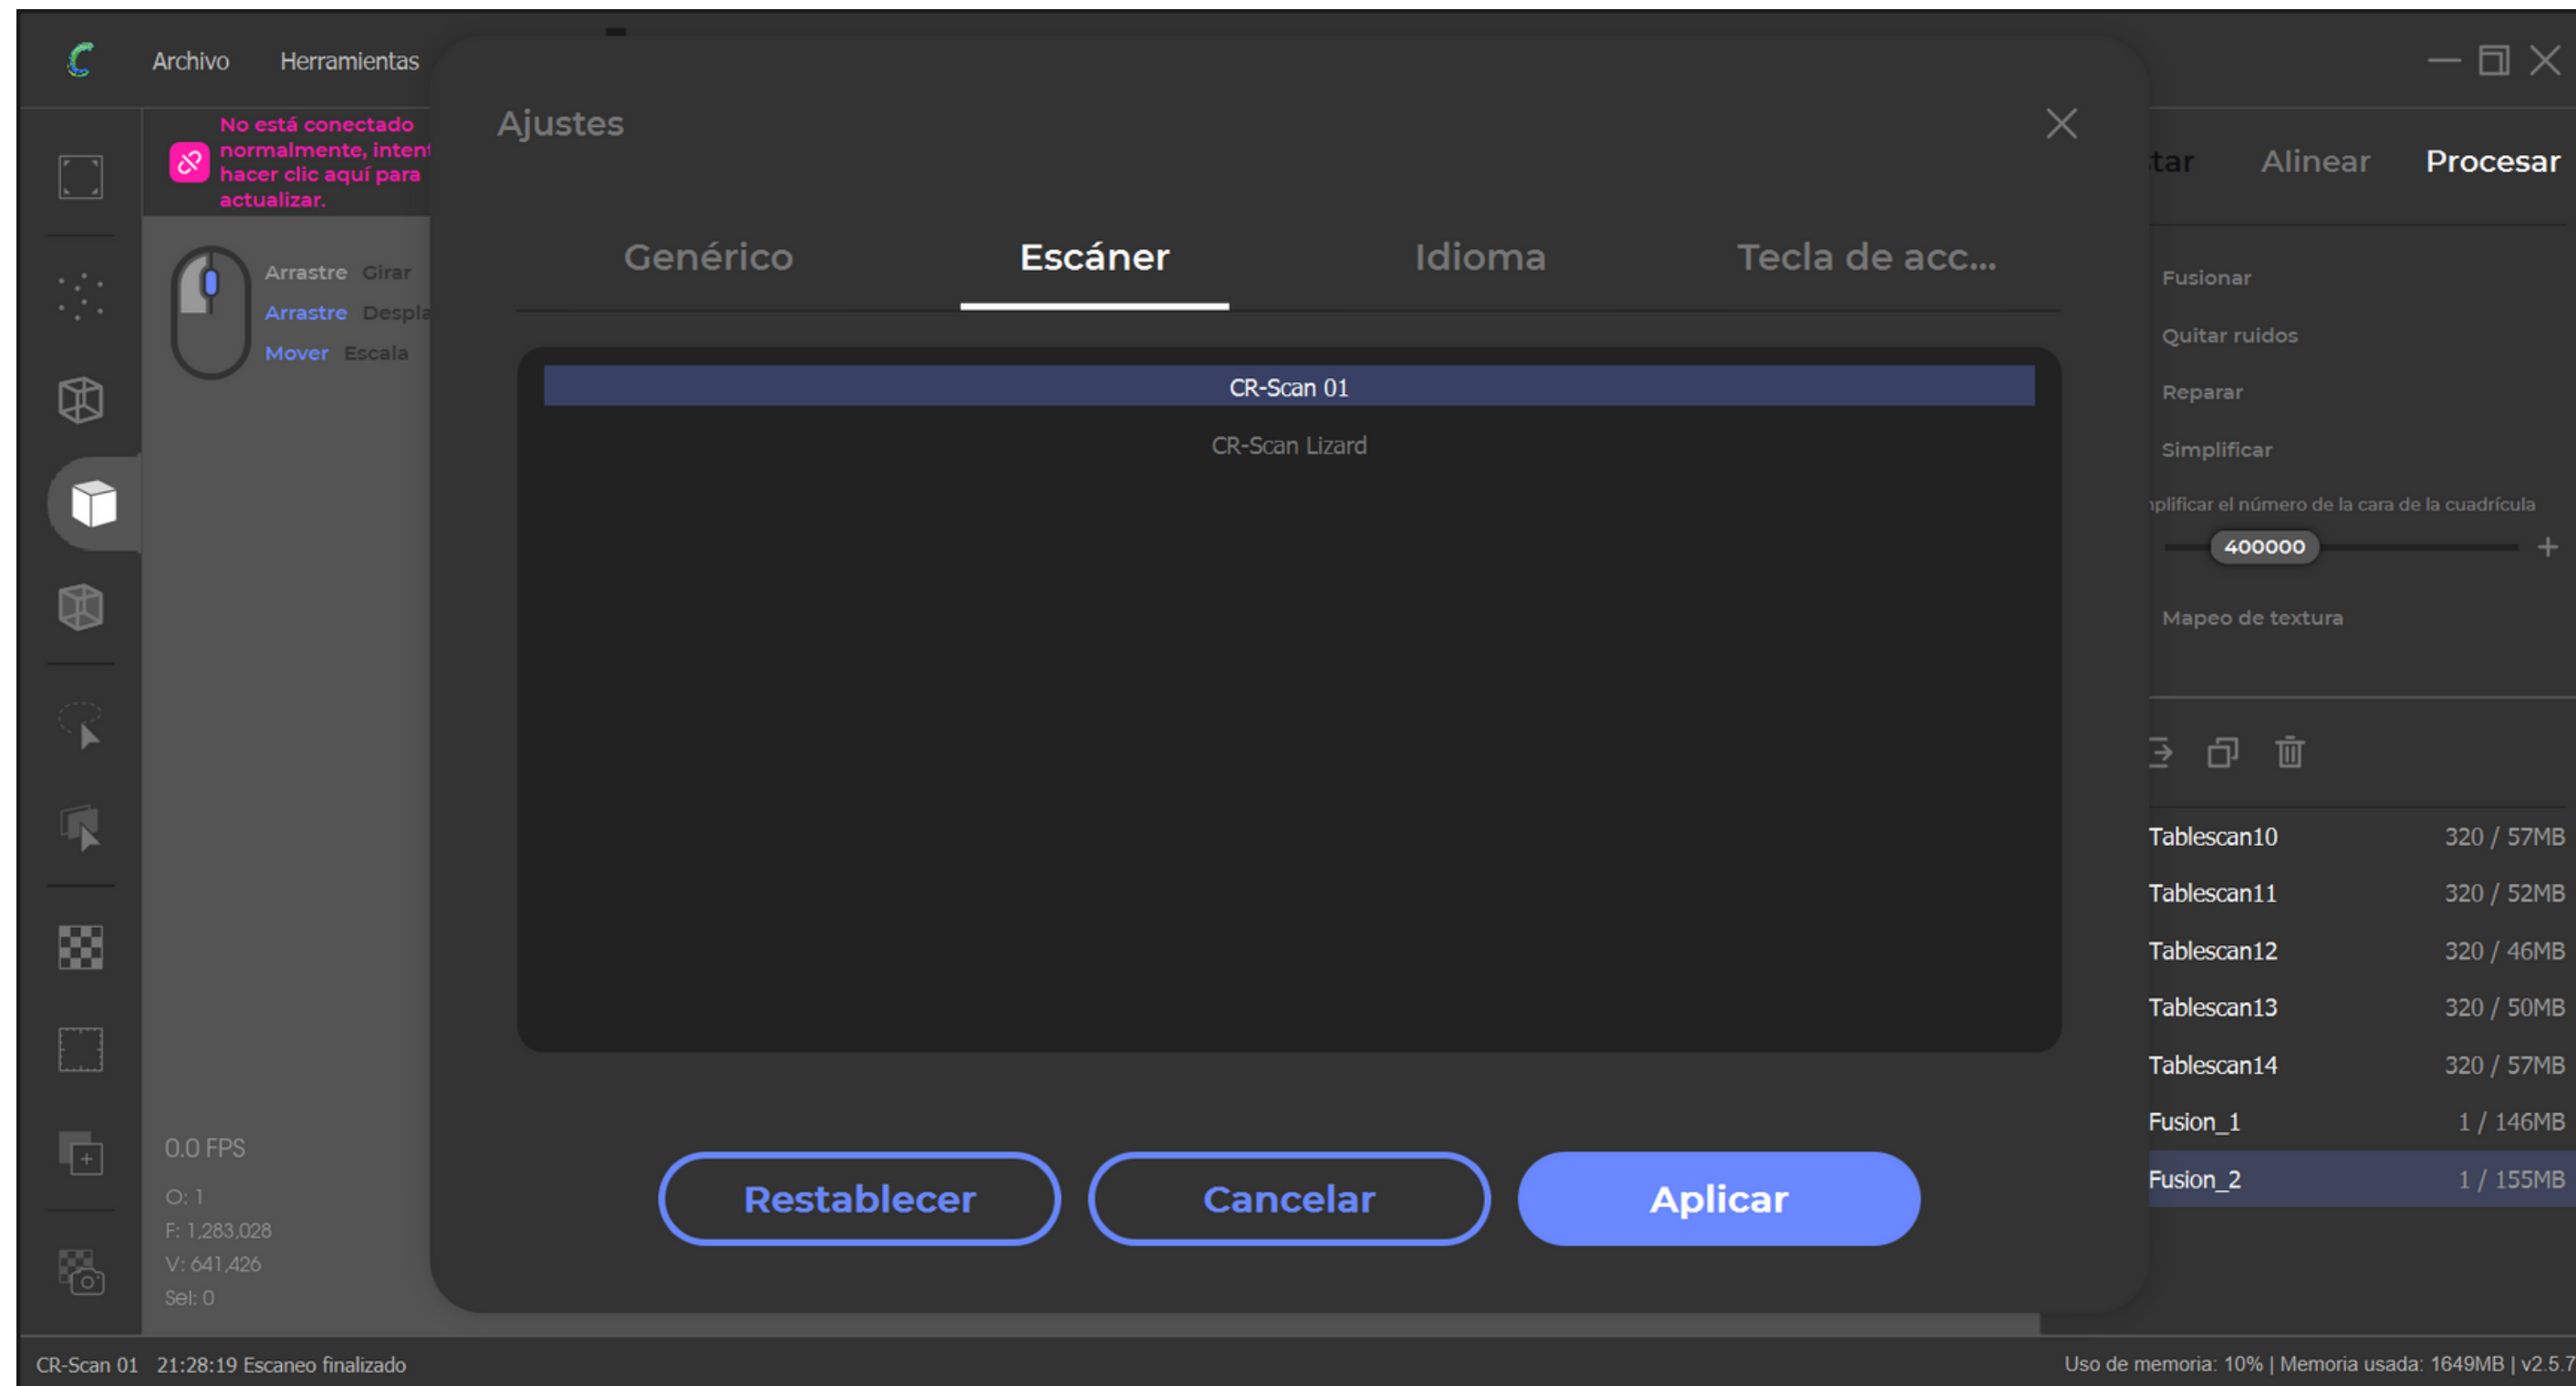 Archivo Herramientas
No está conectado
normalmente, intent
hacer clic aquí para
actualizar.
Arrastre Girar
Arrastre Despla
Mover Escala
0.0 FPS
O: 1
F: 1,283,028
V: 641,426
Sel: 0
Ajustes
Genérico Escáner Idioma Tecla de acc...
CR-Scan 01
CR-Scan Lizard
Restablecer Cancelar Aplicar
tar Alinear Procesar
Fusionar
Quitar ruidos
Reparar
Simplificar
plificar el número de la cara de la cuadrícula
400000
Mapeo de textura
Tablescan10 320 / 57MB
Tablescan11 320 / 52MB
Tablescan12 320 / 46MB
Tablescan13 320 / 50MB
Tablescan14 320 / 57MB
Fusion_1 1 / 146MB
Fusion_2 1 / 155MB
CR-Scan 01 21:28:19 Escaneo finalizado
Uso de memoria: 10% | Memoria usada: 1649MB | v2.5.7